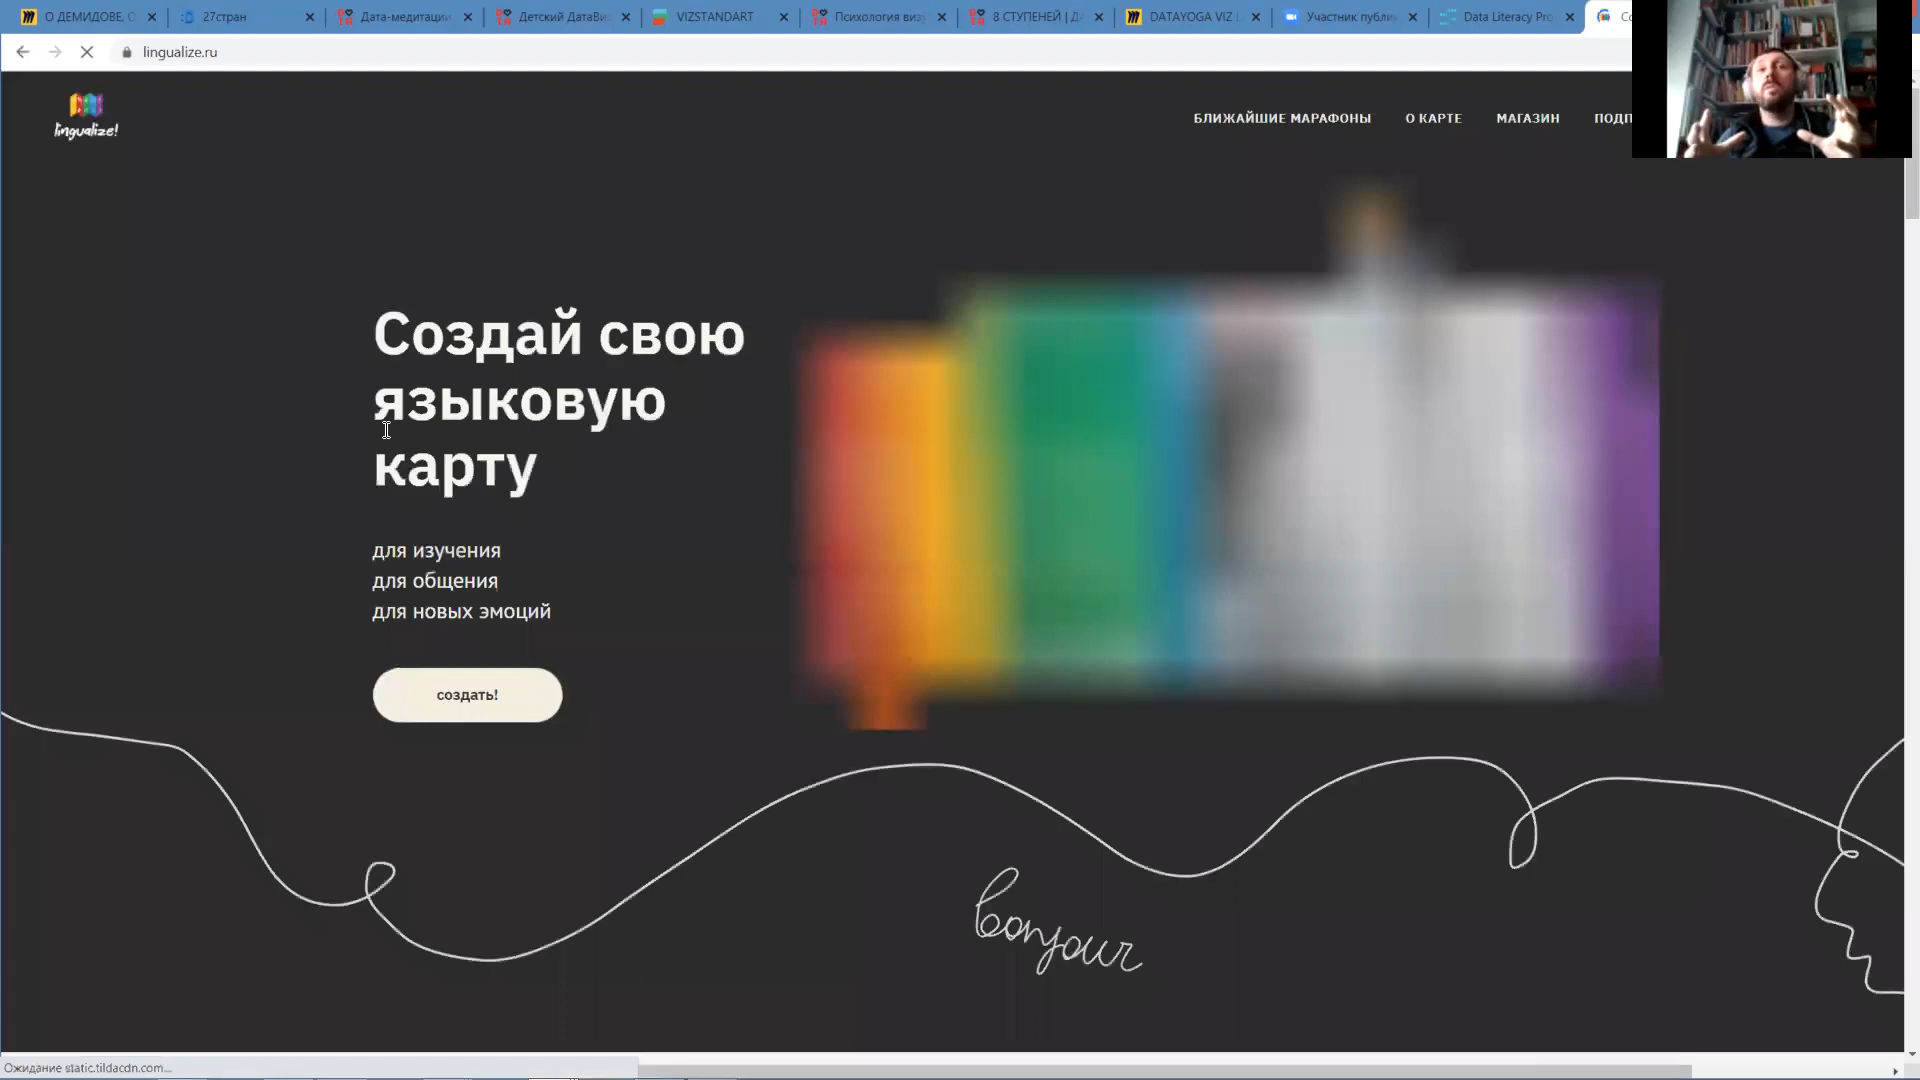 О ДЕМИДОВЕ, О
27стран
Дата-медитации
Детский ДатаВи
VIZSTANDART
Психология виз
8 СТУПЕНЕЙ | Д
DATAYOGA VIZ L
Участник публи
Data Literacy Pro
lingualize.ru
lingualize!
БЛИЖАЙШИЕ МАРАФОНЫ
О КАРТЕ
МАГАЗИН
ПОДП
Создай свою
языковую
карту
для изучения
для общения
для новых эмоций
создать!
bonjour
Ожидание static.tildacdn.com...